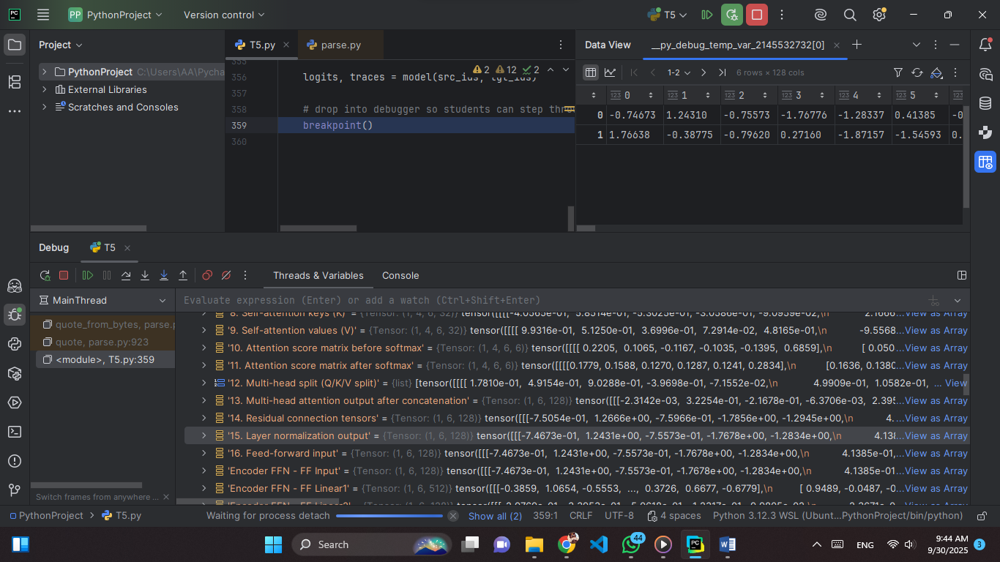 PP PythonProject Version control T5
Project
PythonProject C:\Users\AA\Pycha
External Libraries
Scratches and Consoles
T5.py parse.py
2 12 2
355
356 logits, traces = model(src_ids, tgt_ids)
357
358 # drop into debugger so students can step thro
359 breakpoint()
360
Data View __py_debug_temp_var_2145532732[0]
1-2 6 rows × 128 cols
123 0 123 1 123 2 123 3 123 4 123 5 123
0 -0.74673 1.24310 -0.75573 -1.76776 -1.28337 0.41385 -0
1 1.76638 -0.38775 -0.79620 0.27160 -1.87157 -1.54593 0.
Debug T5
Threads & Variables Console
MainThread
quote_from_bytes, parse.p
quote, parse.py:923
<module>, T5.py:359
Switch frames from anywhere ...
Evaluate expression (Enter) or add a watch (Ctrl+Shift+Enter)
'8. Self-attention keys (K)' = {Tensor: (1, 4, 6, 32)} tensor([[[[-4.0565e-01, 5.8514e-01, -5.3025e-01, -3.0586e-01, -9.0959e-02,\n 2.1666...View as Array
'9. Self-attention values (V)' = {Tensor: (1, 4, 6, 32)} tensor([[[[ 9.9316e-01, 5.1250e-01, 3.6996e-01, 7.2914e-02, 4.8165e-01,\n -9.5568...View as Array
'10. Attention score matrix before softmax' = {Tensor: (1, 4, 6, 6)} tensor([[[[ 0.2205, 0.1065, -0.1167, -0.1035, -0.1395, 0.6859],\n [ 0.050...View as Array
'11. Attention score matrix after softmax' = {Tensor: (1, 4, 6, 6)} tensor([[[[0.1779, 0.1588, 0.1270, 0.1287, 0.1241, 0.2834],\n [0.1636, 0.1380...View as Array
'12. Multi-head split (Q/K/V split)' = {list} [tensor([[[[ 1.7810e-01, 4.9154e-01, 9.0288e-01, -3.9698e-01, -7.1552e-02,\n 4.9909e-01, 1.0582e-01, ... View
'13. Multi-head attention output after concatenation' = {Tensor: (1, 6, 128)} tensor([[[-2.3142e-03, 3.2254e-01, -2.1678e-01, -6.3706e-03, 2.395...View as Array
'14. Residual connection tensors' = {Tensor: (1, 6, 128)} tensor([[[-7.5054e-01, 1.2666e+00, -7.5966e-01, -1.7856e+00, -1.2945e+00,\n 4....View as Array
'15. Layer normalization output' = {Tensor: (1, 6, 128)} tensor([[[-7.4673e-01, 1.2431e+00, -7.5573e-01, -1.7678e+00, -1.2834e+00,\n 4.138...View as Array
'16. Feed-forward input' = {Tensor: (1, 6, 128)} tensor([[[-7.4673e-01, 1.2431e+00, -7.5573e-01, -1.7678e+00, -1.2834e+00,\n 4.1385e-01...View as Array
'Encoder FFN - FF Input' = {Tensor: (1, 6, 128)} tensor([[[-7.4673e-01, 1.2431e+00, -7.5573e-01, -1.7678e+00, -1.2834e+00,\n 4.1385e-01...View as Array
'Encoder FFN - FF Linear1' = {Tensor: (1, 6, 512)} tensor([[[-0.3859, 1.0654, -0.5553, ..., 0.3726, 0.6677, -0.6779],\n [ 0.9489, -0.0487, -0...View as Array
PythonProject T5.py Waiting for process detach Show all (2) 359:1 CRLF UTF-8 4 spaces Python 3.12.3 WSL (Ubunt...PythonProject/bin/python)
Search 44 ENG 9:44 AM 3
9/30/2025